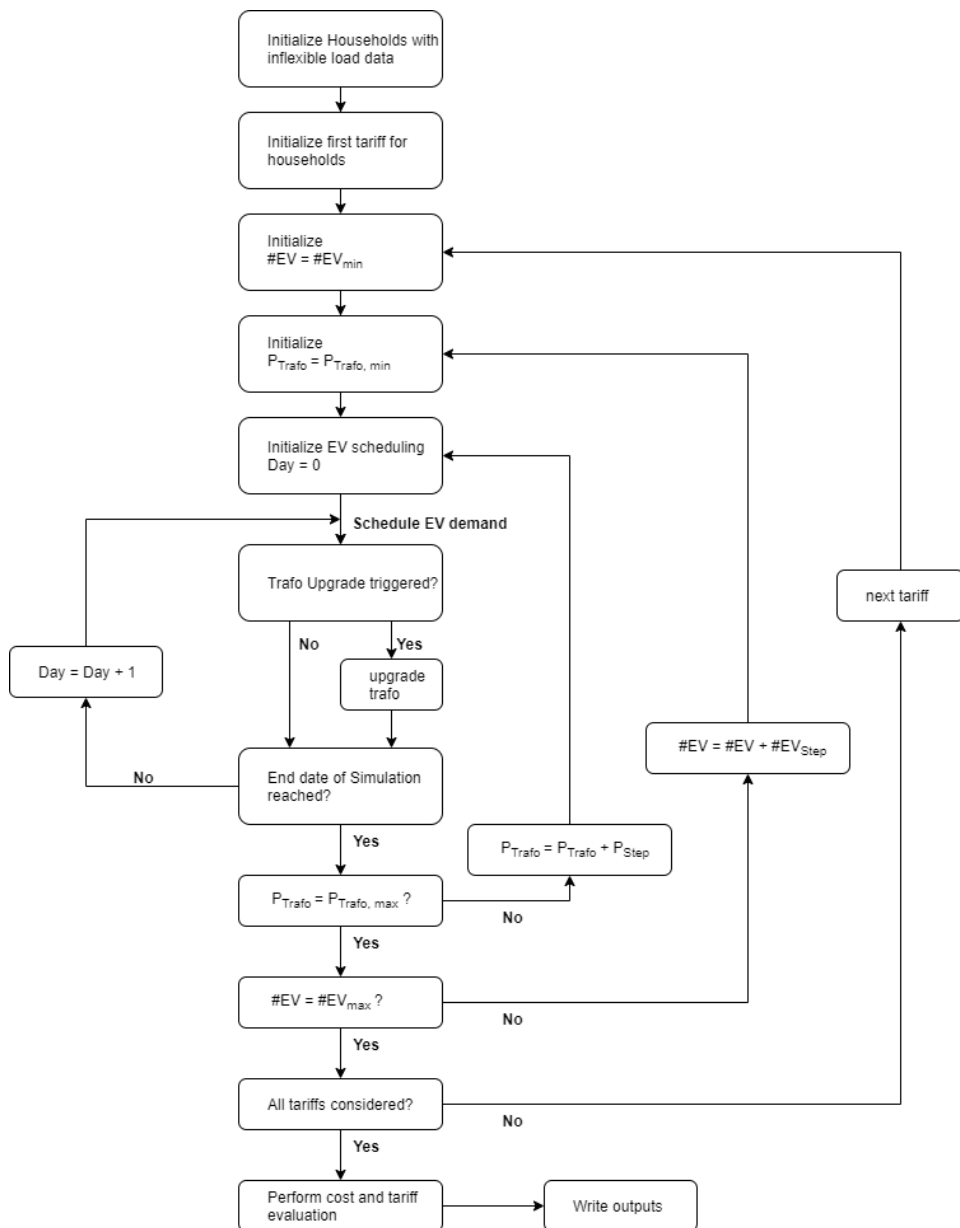 Initialize Households with
inflexible load data
Initialize first tariff for
households
Initialize
#EV = #EVmin
Initialize
PTrafo = PTrafo, min
Initialize EV scheduling
Day = 0
Schedule EV demand
Trafo Upgrade triggered?
next tariff
No
Yes
Day = Day + 1
upgrade
trafo
#EV = #EV + #EVStep
No
End date of Simulation
reached?
Yes
PTrafo = PTrafo + PStep
PTrafo = PTrafo, max ?
No
Yes
#EV = #EVmax ?
No
Yes
All tariffs considered?
No
Yes
Perform cost and tariff
evaluation
Write outputs